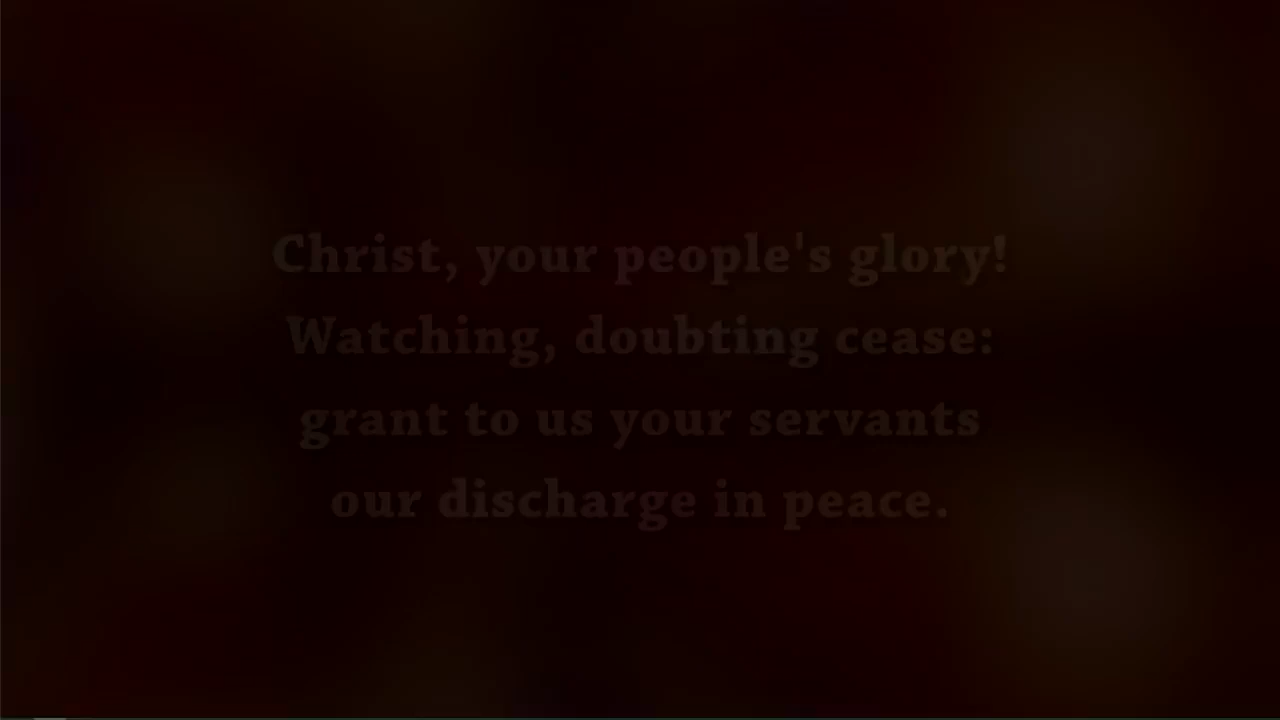 Christ, your people's glory!
Watching, doubting cease:
grant to us your servants
our discharge in peace.